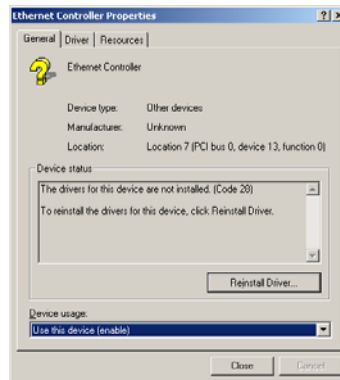 Ethernet Controller Properties
General Driver Resources
Ethernet Controller
Device type: Other devices
Manufacturer: Unknown
Location: Location 7 (PCI bus 0, device 13, function 0)
Device status
The drivers for this device are not installed. (Code 28)
To reinstall the drivers for this device, click Reinstall Driver.
Reinstall Driver...
Device usage:
Use this device (enable)
Close Cancel